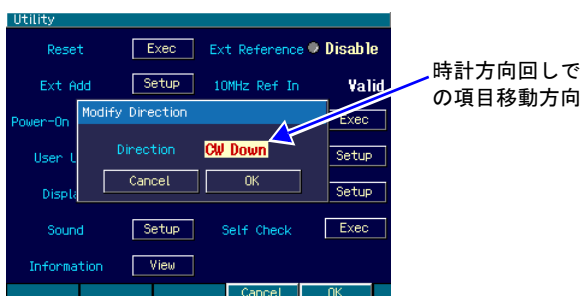 Utility
Reset Exec Ext Reference Disable
Ext Add Setup 10MHz Ref In Valid
Power-On Exec
Modify Direction
Direction CW Down
User U Setup
Cancel OK
Displa Setup
Sound Setup Self Check Exec
Information View
Cancel OK
時計方向回しで
の項目移動方向